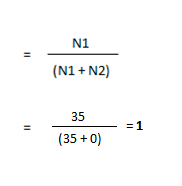 N1
=
(N1 + N2)
35
= = 1
(35 + 0)